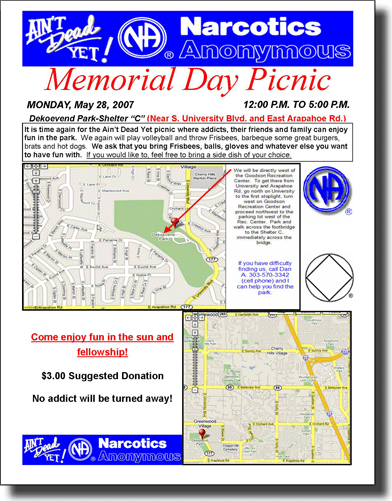 AIN'T Dead YET!
NA ®
Narcotics
Anonymous
Memorial Day Picnic
MONDAY, May 28, 2007 12:00 P.M. TO 5:00 P.M.
Dekoevend Park-Shelter “C” (Near S. University Blvd. and East Arapahoe Rd.)
It is time again for the Ain't Dead Yet picnic where addicts, their friends and family can enjoy
fun in the park. We again will play volleyball and throw Frisbees, barbeque some great burgers,
brats and hot dogs. We ask that you bring Frisbees, balls, gloves and whatever else you want
to have fun with. If you would like to, feel free to bring a side dish of your choice.
We will be directly west of
the Goodson Recreation
Center. To get there from
University and Arapahoe
Rd. go north on University
to the first stoplight, turn
west on Goodson
Recreation Center and
proceed northwest to the
parking lot west of the
Rec. Center. Park and
walk across the footbridge
to the Shelter C,
immediately across the
bridge.
If you have difficulty
finding us, call Dan
A. 303-570-3342
(cell phone) and I
can help you find the
park.
NA ®
®
Come enjoy fun in the sun and
fellowship!
$3.00 Suggested Donation
No addict will be turned away!
Cherry Hills
Village
Greenwood
Village
AIN'T Dead YET!
NA ®
Narcotics
Anonymous